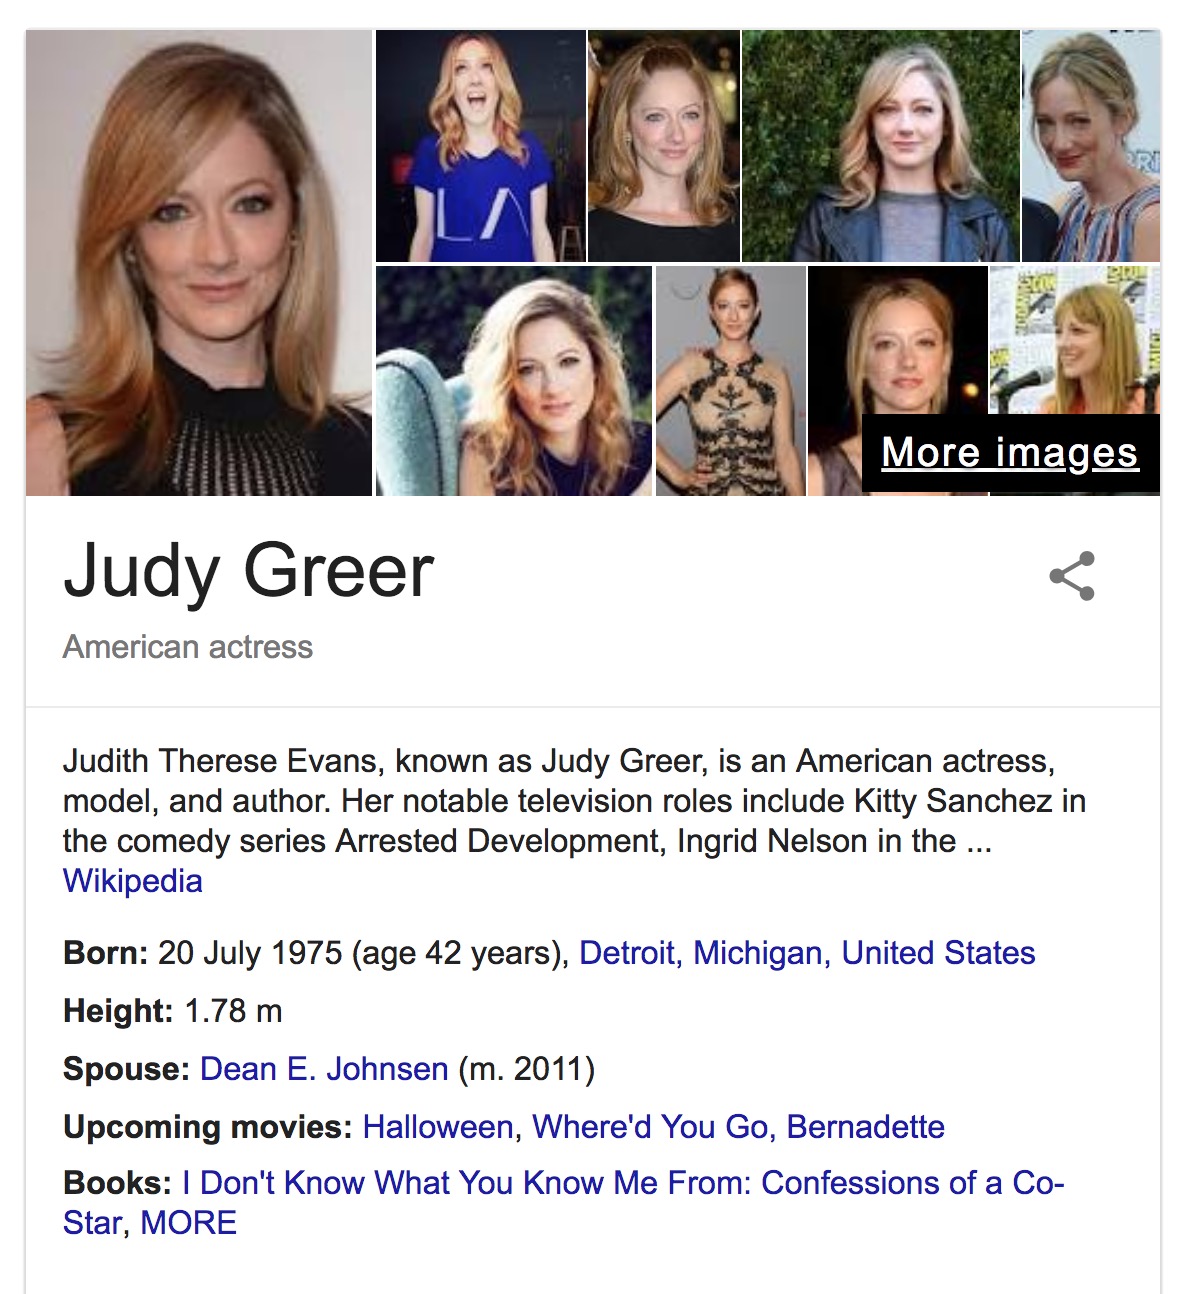 LA
More images
Judy Greer
American actress
Judith Therese Evans, known as Judy Greer, is an American actress,
model, and author. Her notable television roles include Kitty Sanchez in
the comedy series Arrested Development, Ingrid Nelson in the ...
Wikipedia
Born: 20 July 1975 (age 42 years), Detroit, Michigan, United States
Height: 1.78 m
Spouse: Dean E. Johnsen (m. 2011)
Upcoming movies: Halloween, Where'd You Go, Bernadette
Books: I Don't Know What You Know Me From: Confessions of a Co-
Star, MORE